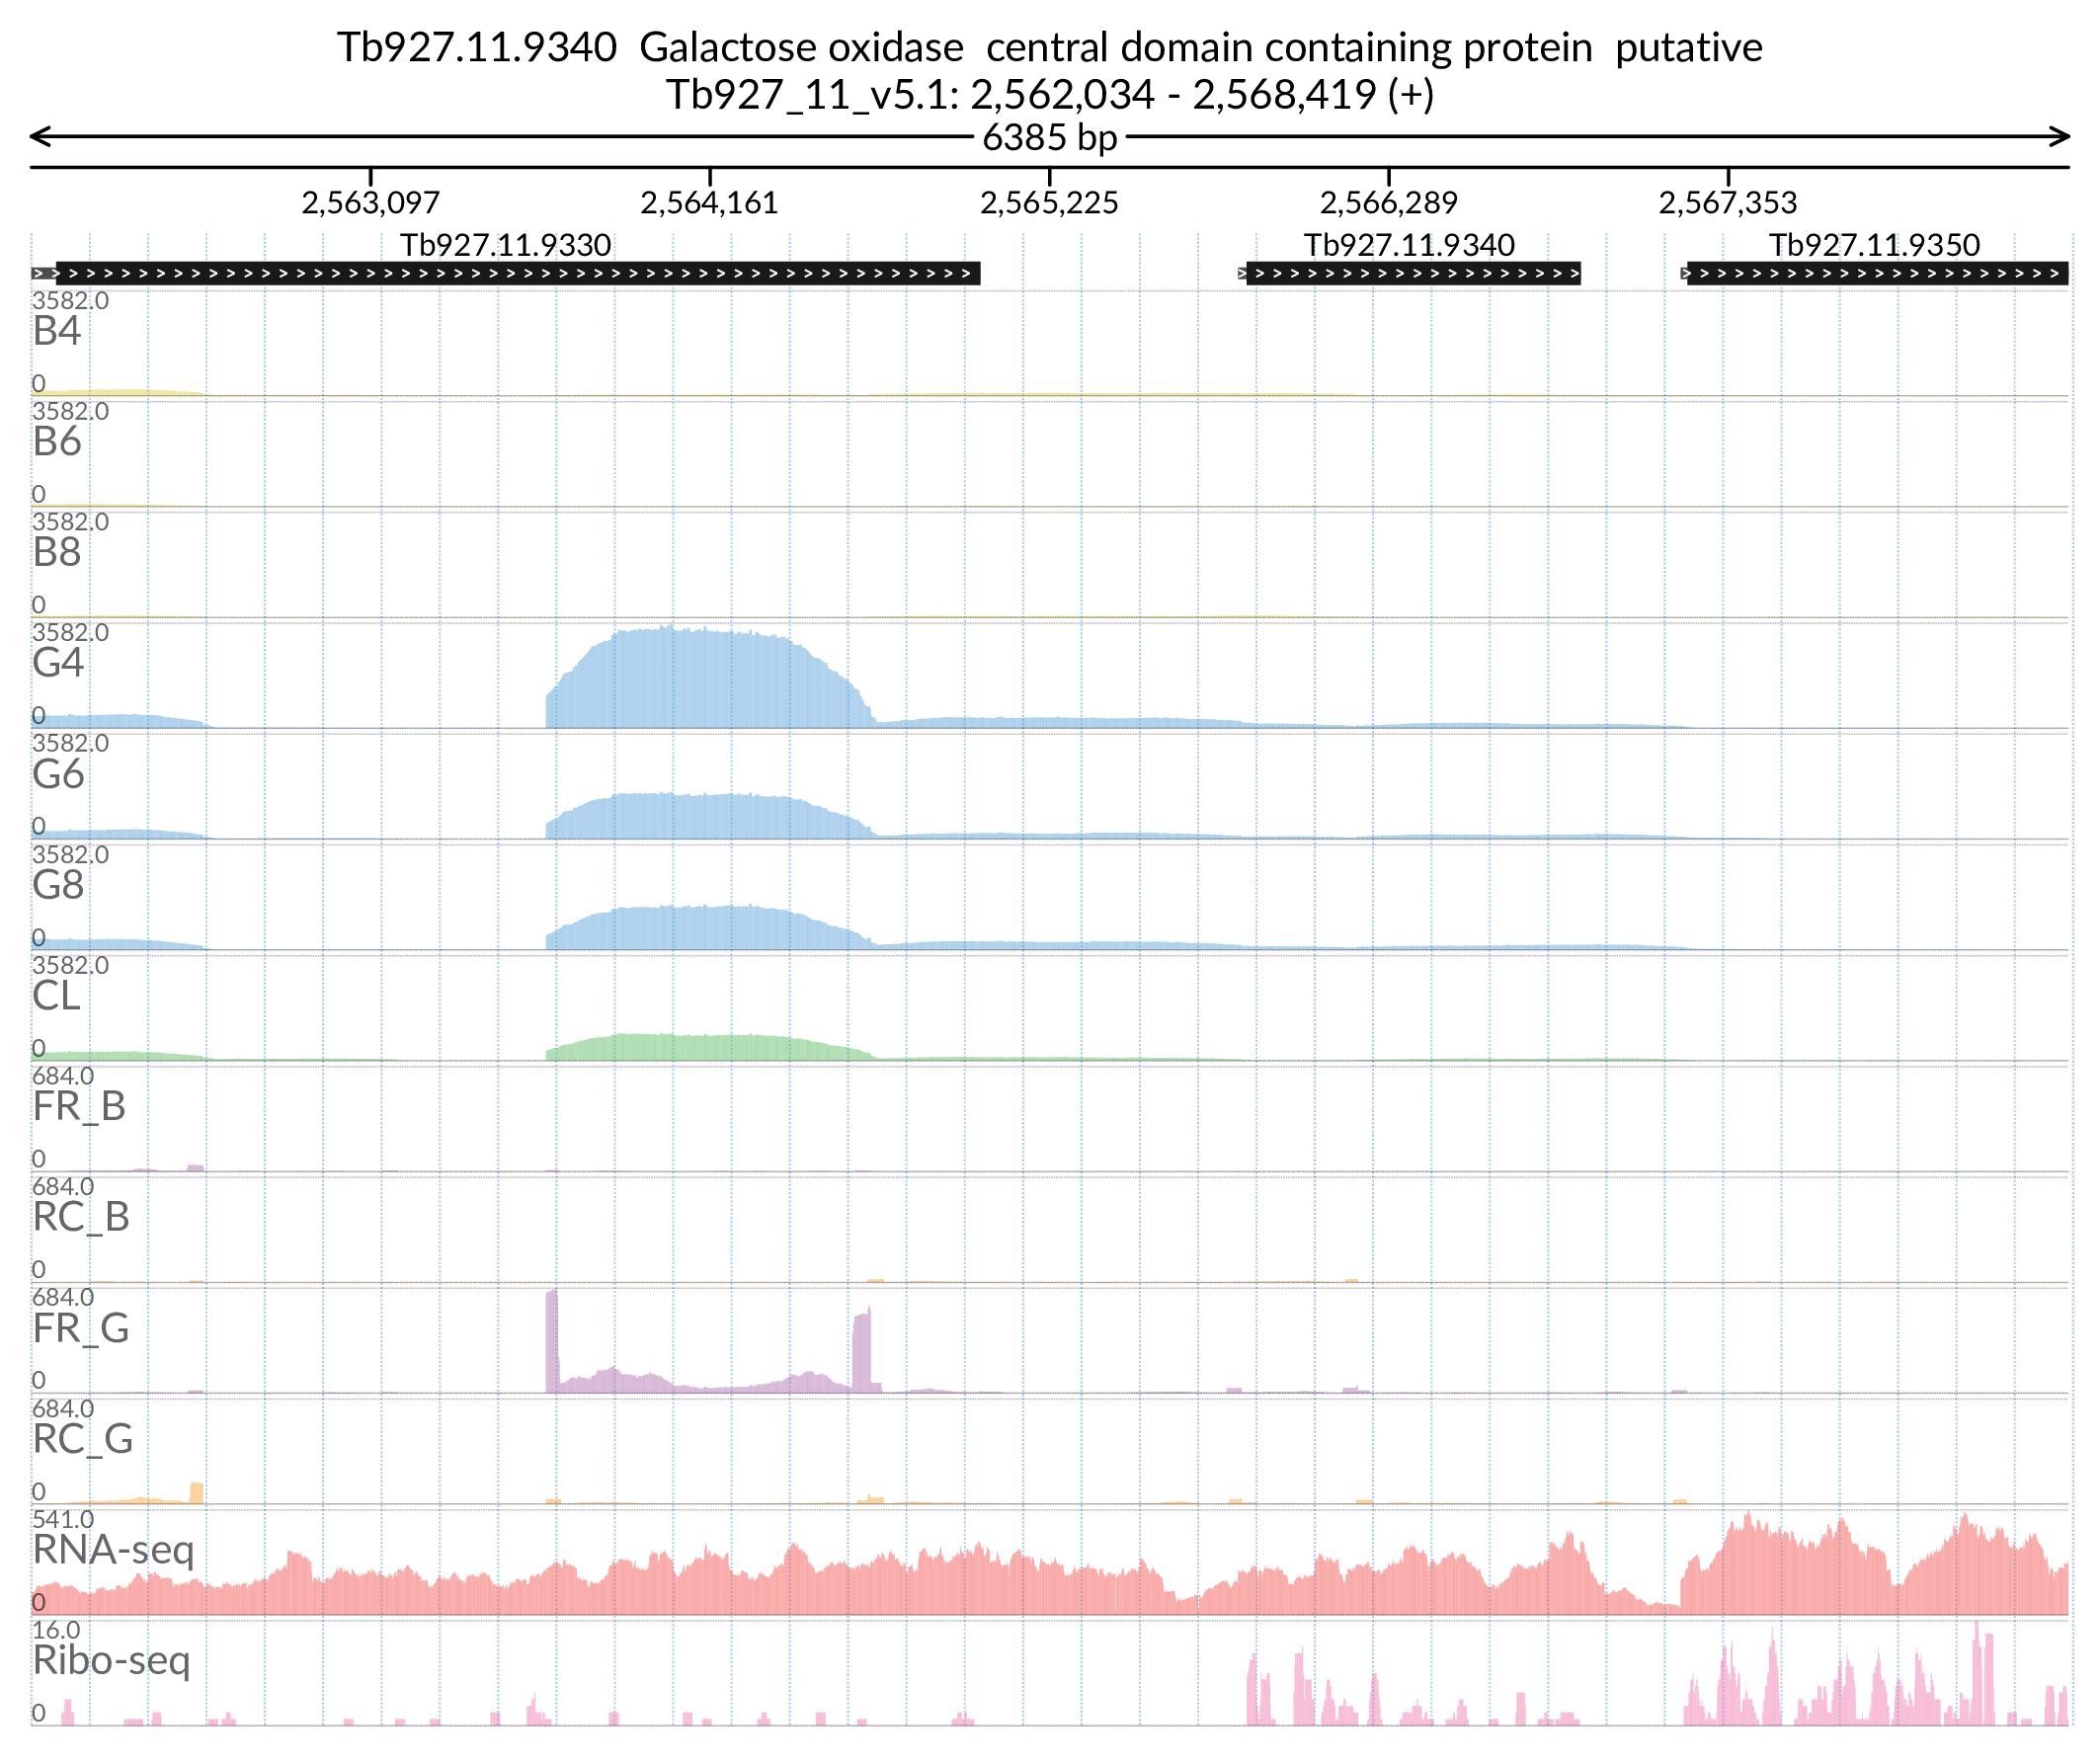 Tb927.11.9340  Galactose oxidase  central domain containing protein  putative
Tb927_11_v5.1: 2,562,034 - 2,568,419 (+)
6385 bp
2,563,097 2,564,161 2,565,225 2,566,289 2,567,353
Tb927.11.9330 Tb927.11.9340 Tb927.11.9350
3582.0
B4
0
3582.0
B6
0
3582.0
B8
0
3582.0
G4
0
3582.0
G6
0
3582.0
G8
0
3582.0
CL
0
684.0
FR_B
0
684.0
RC_B
0
684.0
FR_G
0
684.0
RC_G
0
541.0
RNA-seq
0
16.0
Ribo-seq
0